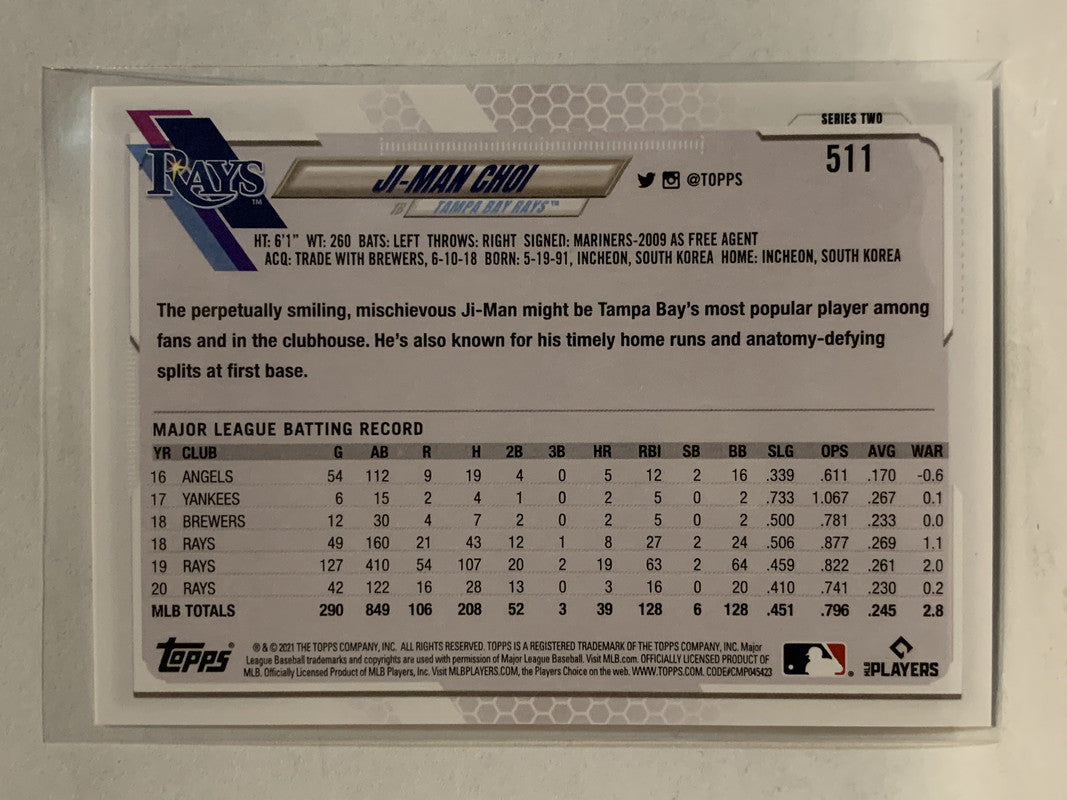 SERIES TWO
511
RAYS™
JI-MAN CHOI
@TOPPS
1B TAMPA BAY RAYS™
HT: 6'1" WT: 260 BATS: LEFT THROWS: RIGHT SIGNED: MARINERS-2009 AS FREE AGENT
ACQ: TRADE WITH BREWERS, 6-10-18 BORN: 5-19-91, INCHEON, SOUTH KOREA HOME: INCHEON, SOUTH KOREA
The perpetually smiling, mischievous Ji-Man might be Tampa Bay's most popular player among
fans and in the clubhouse. He's also known for his timely home runs and anatomy-defying
splits at first base.
MAJOR LEAGUE BATTING RECORD
YR CLUB G AB R H 2B 3B HR RBI SB BB SLG OPS AVG WAR
16 ANGELS 54 112 9 19 4 0 5 12 2 16 .339 .611 .170 -0.6
17 YANKEES 6 15 2 4 1 0 2 5 0 2 .733 1.067 .267 0.1
18 BREWERS 12 30 4 7 2 0 2 5 0 2 .500 .781 .233 0.0
18 RAYS 49 160 21 43 12 1 8 27 2 24 .506 .877 .269 1.1
19 RAYS 127 410 54 107 20 2 19 63 2 64 .459 .822 .261 2.0
20 RAYS 42 122 16 28 13 0 3 16 0 20 .410 .741 .230 0.2
MLB TOTALS 290 849 106 208 52 3 39 128 6 128 .451 .796 .245 2.8
topps®
® & © 2021 THE TOPPS COMPANY, INC. ALL RIGHTS RESERVED. TOPPS IS A REGISTERED TRADEMARK OF THE TOPPS COMPANY, INC. Major
League Baseball trademarks and copyrights are used with permission of Major League Baseball. Visit MLB.com. OFFICIALLY LICENSED PRODUCT OF
MLB. Officially Licensed Product of MLB Players, Inc. Visit MLBPLAYERS.COM, the Players Choice on the web. WWW.TOPPS.COM. CODE#CMP045423
MLB PLAYERS